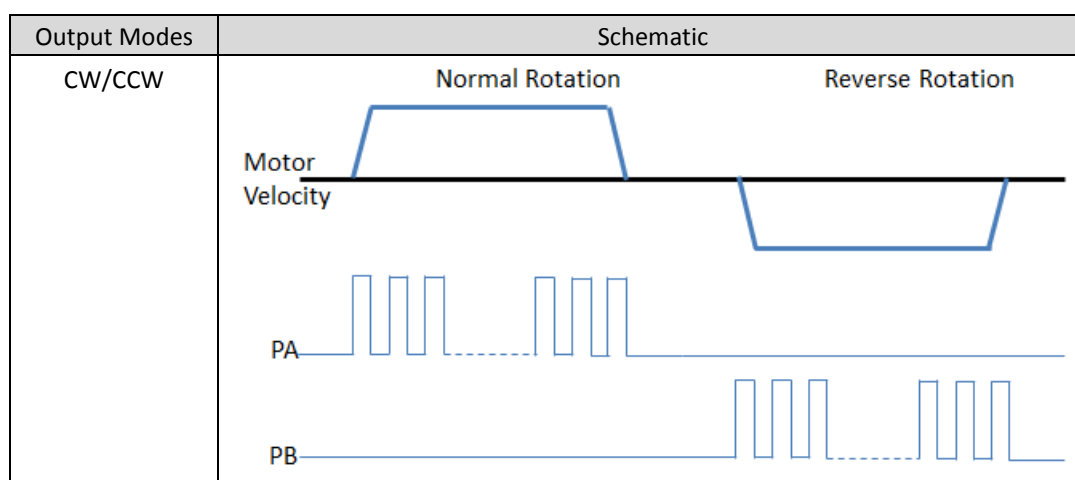 Output Modes
Schematic
CW/CCW
Normal Rotation
Reverse Rotation
Motor
Velocity
PA
PB